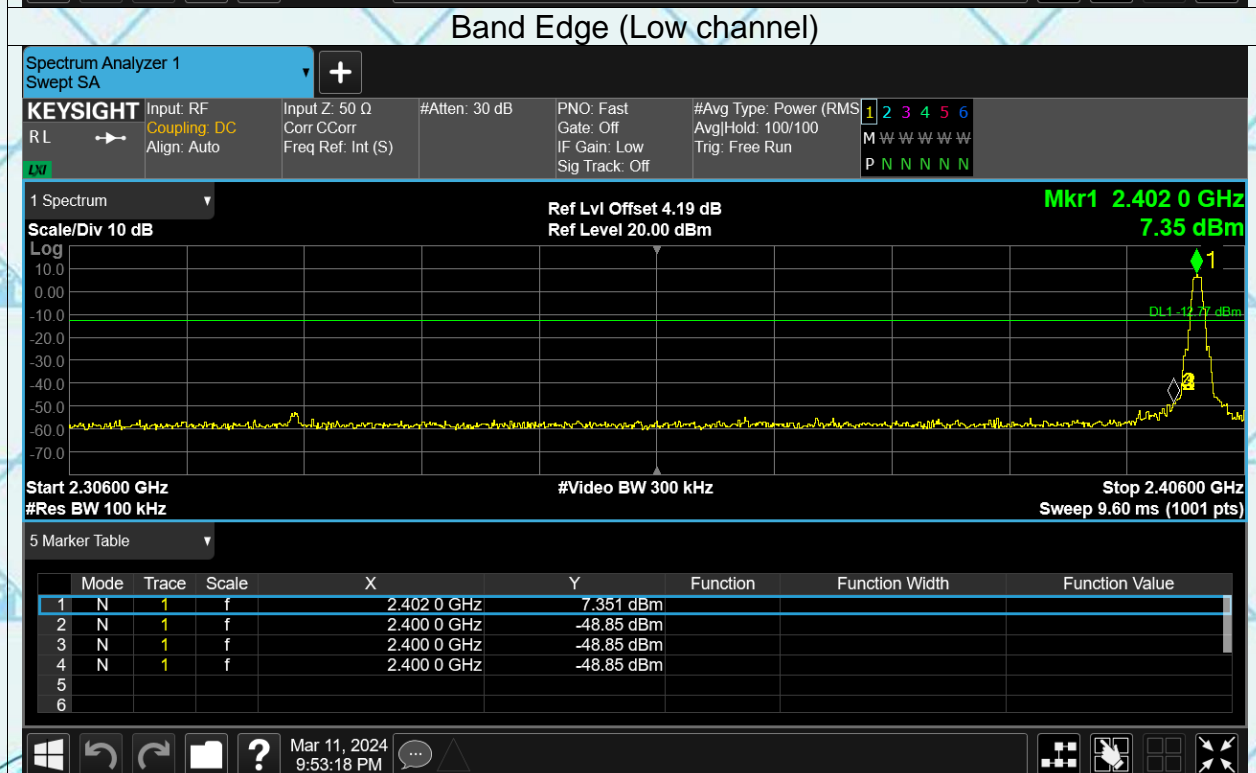 Band Edge (Low channel)
Spectrum Analyzer 1
Swept SA
+
KEYSIGHT Input: RF Input Z: 50 Ω #Atten: 30 dB PNO: Fast #Avg Type: Power (RMS 1 2 3 4 5 6
RL Coupling: DC Corr CCorr Gate: Off Avg|Hold: 100/100 M W W W W W
Align: Auto Freq Ref: Int (S) IF Gain: Low Trig: Free Run
LXI Sig Track: Off P N N N N N
1 Spectrum
Scale/Div 10 dB
Ref Lvl Offset 4.19 dB
Ref Level 20.00 dBm
Mkr1 2.402 0 GHz
7.35 dBm
Log
1
10.0
0.00
-10.0
DL1 -12.77 dBm
-20.0
-30.0
-40.0
-50.0
-60.0
-70.0
Start 2.30600 GHz #Video BW 300 kHz Stop 2.40600 GHz
#Res BW 100 kHz Sweep 9.60 ms (1001 pts)
5 Marker Table
Mode Trace Scale X Y Function Function Width Function Value
1 N 1 f 2.402 0 GHz 7.351 dBm
2 N 1 f 2.400 0 GHz -48.85 dBm
3 N 1 f 2.400 0 GHz -48.85 dBm
4 N 1 f 2.400 0 GHz -48.85 dBm
5
6
? Mar 11, 2024
9:53:18 PM